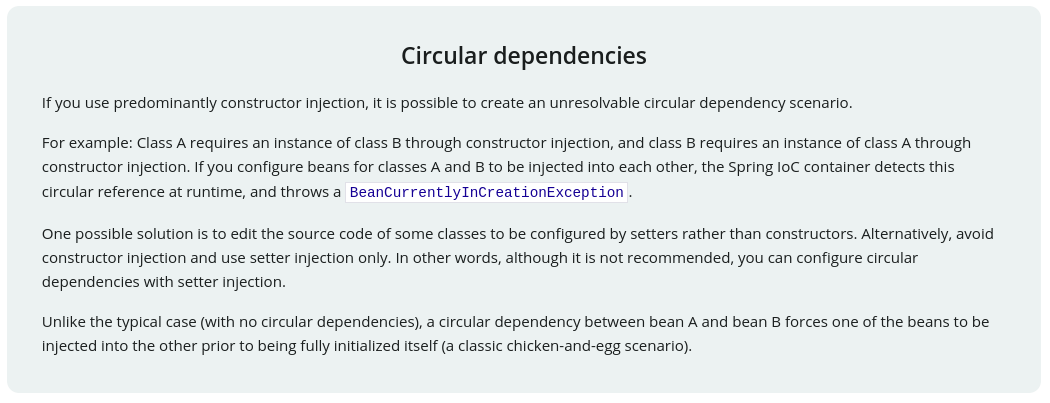 Circular dependencies
If you use predominantly constructor injection, it is possible to create an unresolvable circular dependency scenario.
For example: Class A requires an instance of class B through constructor injection, and class B requires an instance of class A through
constructor injection. If you configure beans for classes A and B to be injected into each other, the Spring IoC container detects this
circular reference at runtime, and throws a BeanCurrentlyInCreationException.
One possible solution is to edit the source code of some classes to be configured by setters rather than constructors. Alternatively, avoid
constructor injection and use setter injection only. In other words, although it is not recommended, you can configure circular
dependencies with setter injection.
Unlike the typical case (with no circular dependencies), a circular dependency between bean A and bean B forces one of the beans to be
injected into the other prior to being fully initialized itself (a classic chicken-and-egg scenario).